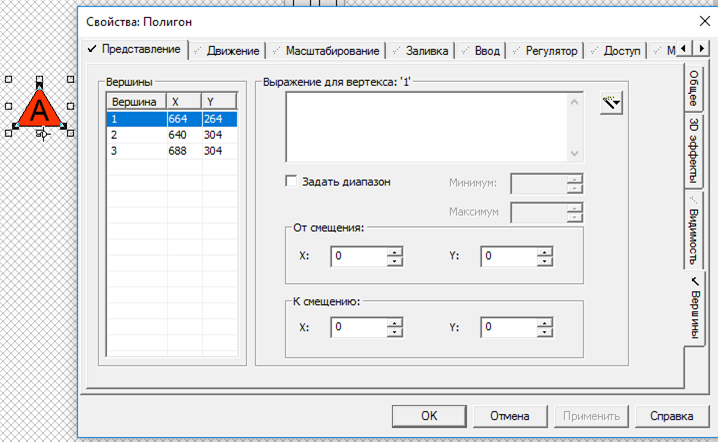 Свойства: Полигон
Представление Движение Масштабирование Заливка Ввод Регулятор Доступ М
Вершины
Вершина X Y
1 664 264
2 640 304
3 688 304
Выражение для вертекса: '1'
Задать диапазон
Минимум:
Максимум
От смещения:
X: 0 Y: 0
К смещению:
X: 0 Y: 0
Общее
3D эффекты
Видимость
Вершины
A
OK Отмена Применить Справка